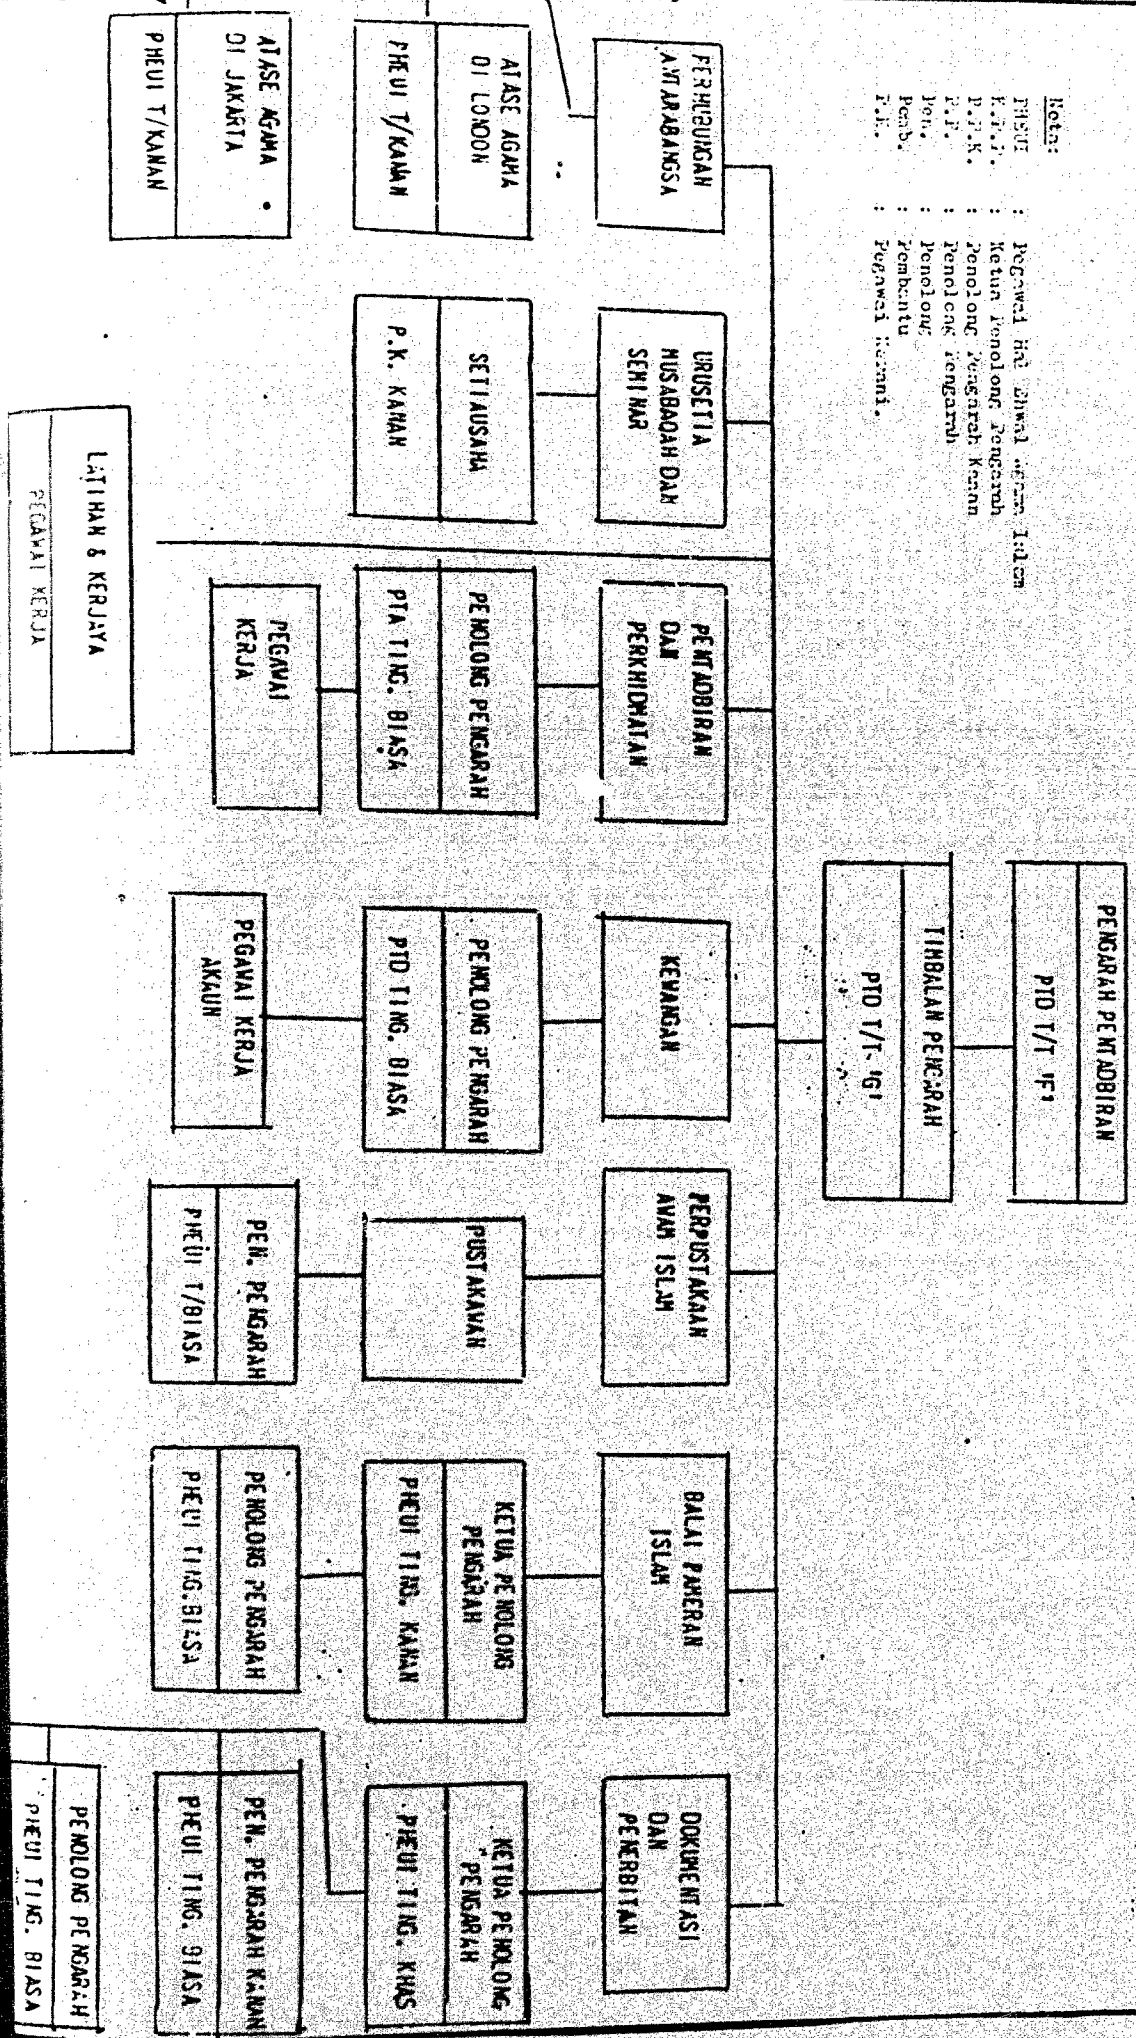 PENGARAH PENTADBIRAN
PTD T/T 'F'
TIMBALAN PENGARAH
PTD T/T 'G'
Nota:
PHEUI : Pegawai Hal Ehwal Agama Islam
K.P.P. : Ketua Penolong Pengarah
P.P.K. : Penolong Pengarah Kanan
P.P. : Penolong Pengarah
Pen. : Penolong
Pemb. : Pembantu
P.K. : Pegawai Kerani.
PERHUBUNGAN
ANTARABANGSA
ATASE AGAMA
DI LONDON
PHEUI T/KANAN
ATASE AGAMA
DI JAKARTA
PHEUI T/KANAN
URUSETIA
MUSABAQAH DAN
SEMINAR
SETIAUSAHA
P.K. KANAN
PENTADBIRAN
DAN
PERKHIDMATAN
PENOLONG PENGARAH
PTA TING. BIASA
PEGAWAI
KERJA
LATIHAN & KERJAYA
PEGAWAI KERJA
KEWANGAN
PENOLONG PENGARAH
PTD TING. BIASA
PEGAWAI KERJA
AKAUN
PERPUSTAKAAN
AWAM ISLAM
PUSTAKAWAN
PEN. PENGARAH
PHEUI T/BIASA
BALAI PAMERAN
ISLAM
KETUA PENOLONG
PENGARAH
PHEUI TING. KANAN
PENOLONG PENGARAH
PHEUI TING. BIASA
DOKUMENTASI
DAN
PENERBITAN
KETUA PENOLONG
PENGARAH
PHEUI TING. KHAS
PEN. PENGARAH KANAN
PHEUI TING. BIASA
PENOLONG PENGARAH
PHEUI TING. BIASA